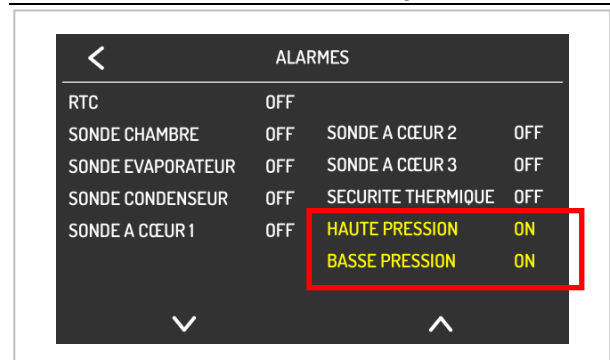 ALARMES
RTC OFF
SONDE CHAMBRE OFF SONDE A CŒUR 2 OFF
SONDE EVAPORATEUR OFF SONDE A CŒUR 3 OFF
SONDE CONDENSEUR OFF SECURITE THERMIQUE OFF
SONDE A CŒUR 1 OFF HAUTE PRESSION ON
BASSE PRESSION ON